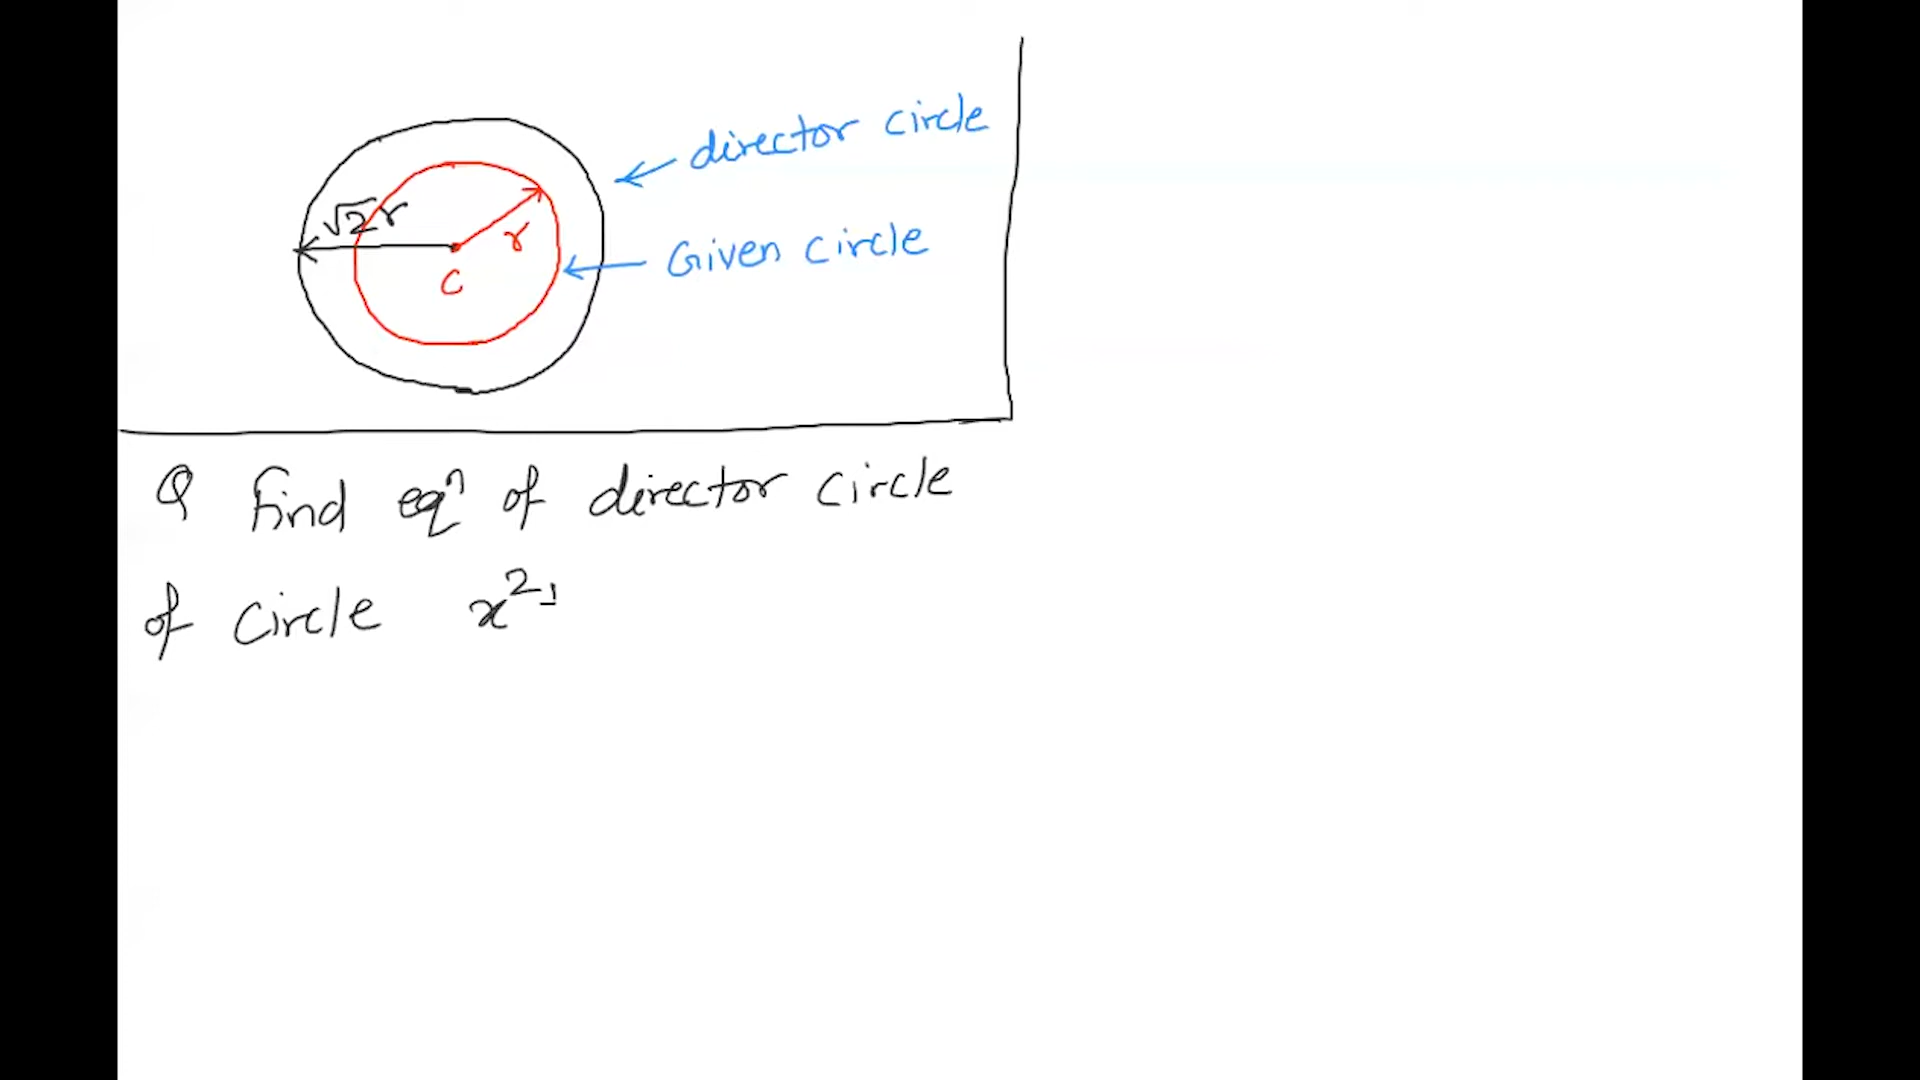 director circle
√2r
r
Given circle
C
Q Find eqⁿ of director circle
of circle x²